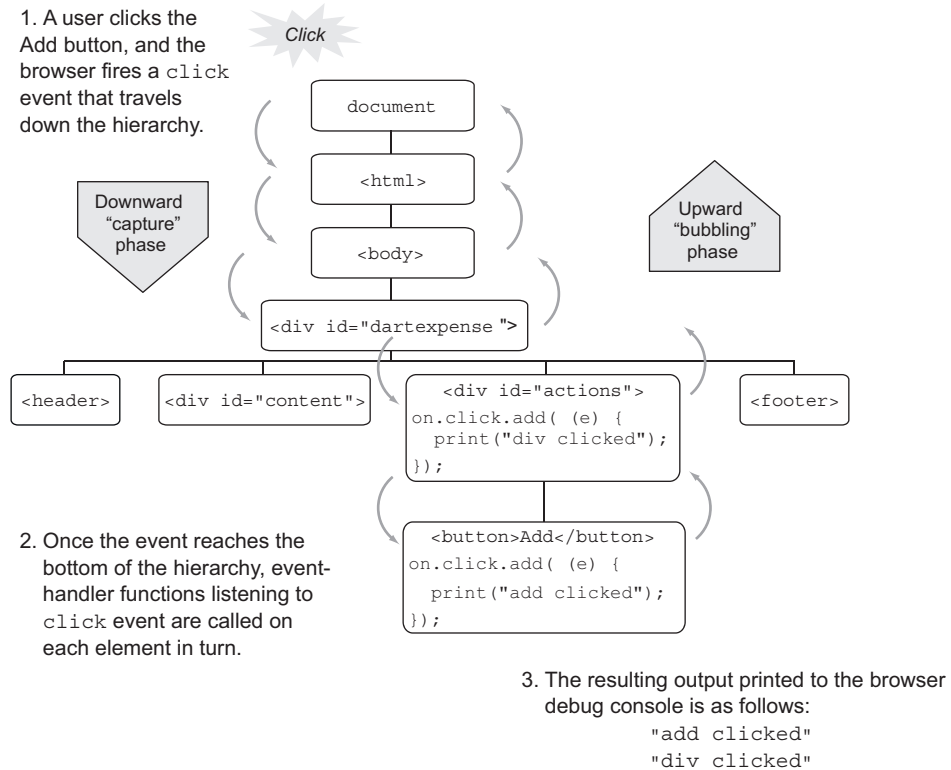 1. A user clicks the
Add button, and the
browser fires a click
event that travels
down the hierarchy.
Click
document
<html>
Downward
"capture"
phase
Upward
"bubbling"
phase
<body>
<div id="dartexpense ">
<header>
<div id="content">
<div id="actions">
on.click.add( (e) {
print("div clicked");
});
<footer>
2. Once the event reaches the
bottom of the hierarchy, event-
handler functions listening to
click event are called on
each element in turn.
<button>Add</button>
on.click.add( (e) {
print("add clicked");
});
3. The resulting output printed to the browser
debug console is as follows:
"add clicked"
"div clicked"